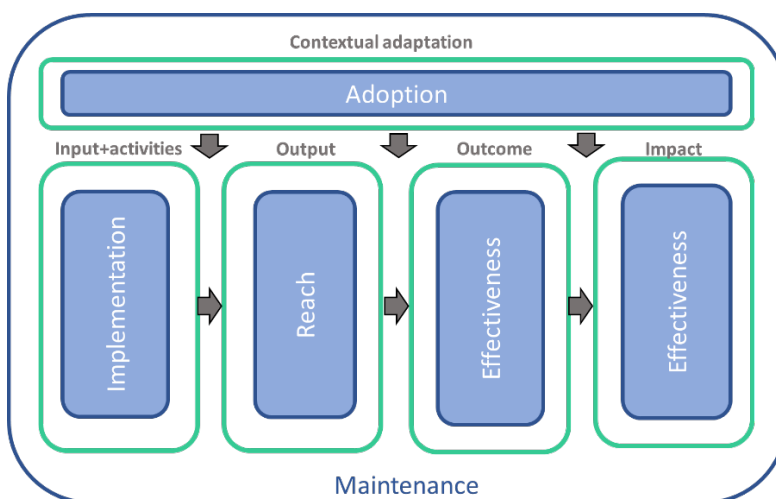 Contextual adaptation
Adoption
Input+activities
Output
Outcome
Impact
Implementation
Reach
Effectiveness
Effectiveness
Maintenance